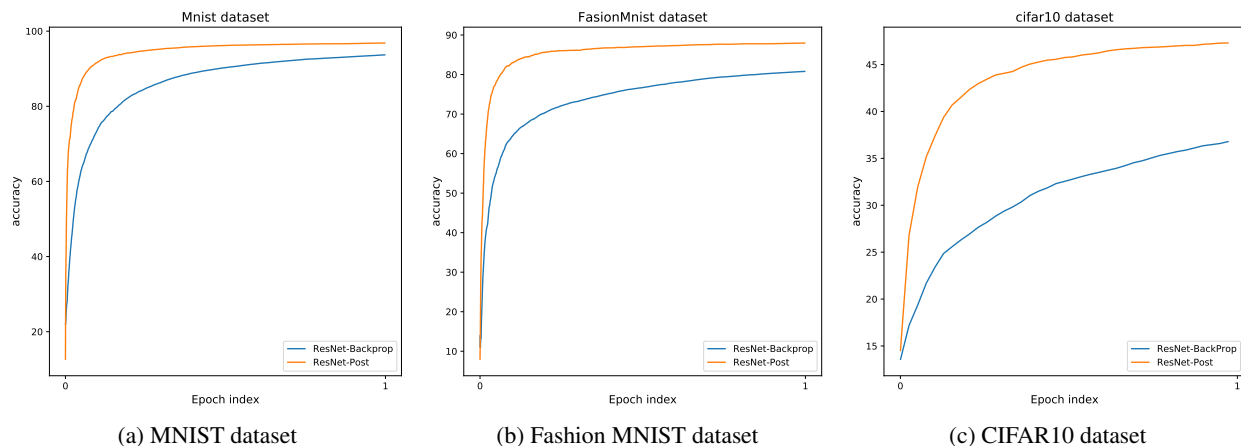 Mnist dataset
100
80
60
40
20
accuracy
0
1
Epoch index
ResNet-Backprop
ResNet-Post
(a) MNIST dataset
FasionMnist dataset
90
80
70
60
50
40
30
20
10
accuracy
0
1
Epoch index
ResNet-Backprop
ResNet-Post
(b) Fashion MNIST dataset
cifar10 dataset
45
40
35
30
25
20
15
accuracy
0
1
Epoch index
ResNet-BackProp
ResNet-Post
(c) CIFAR10 dataset